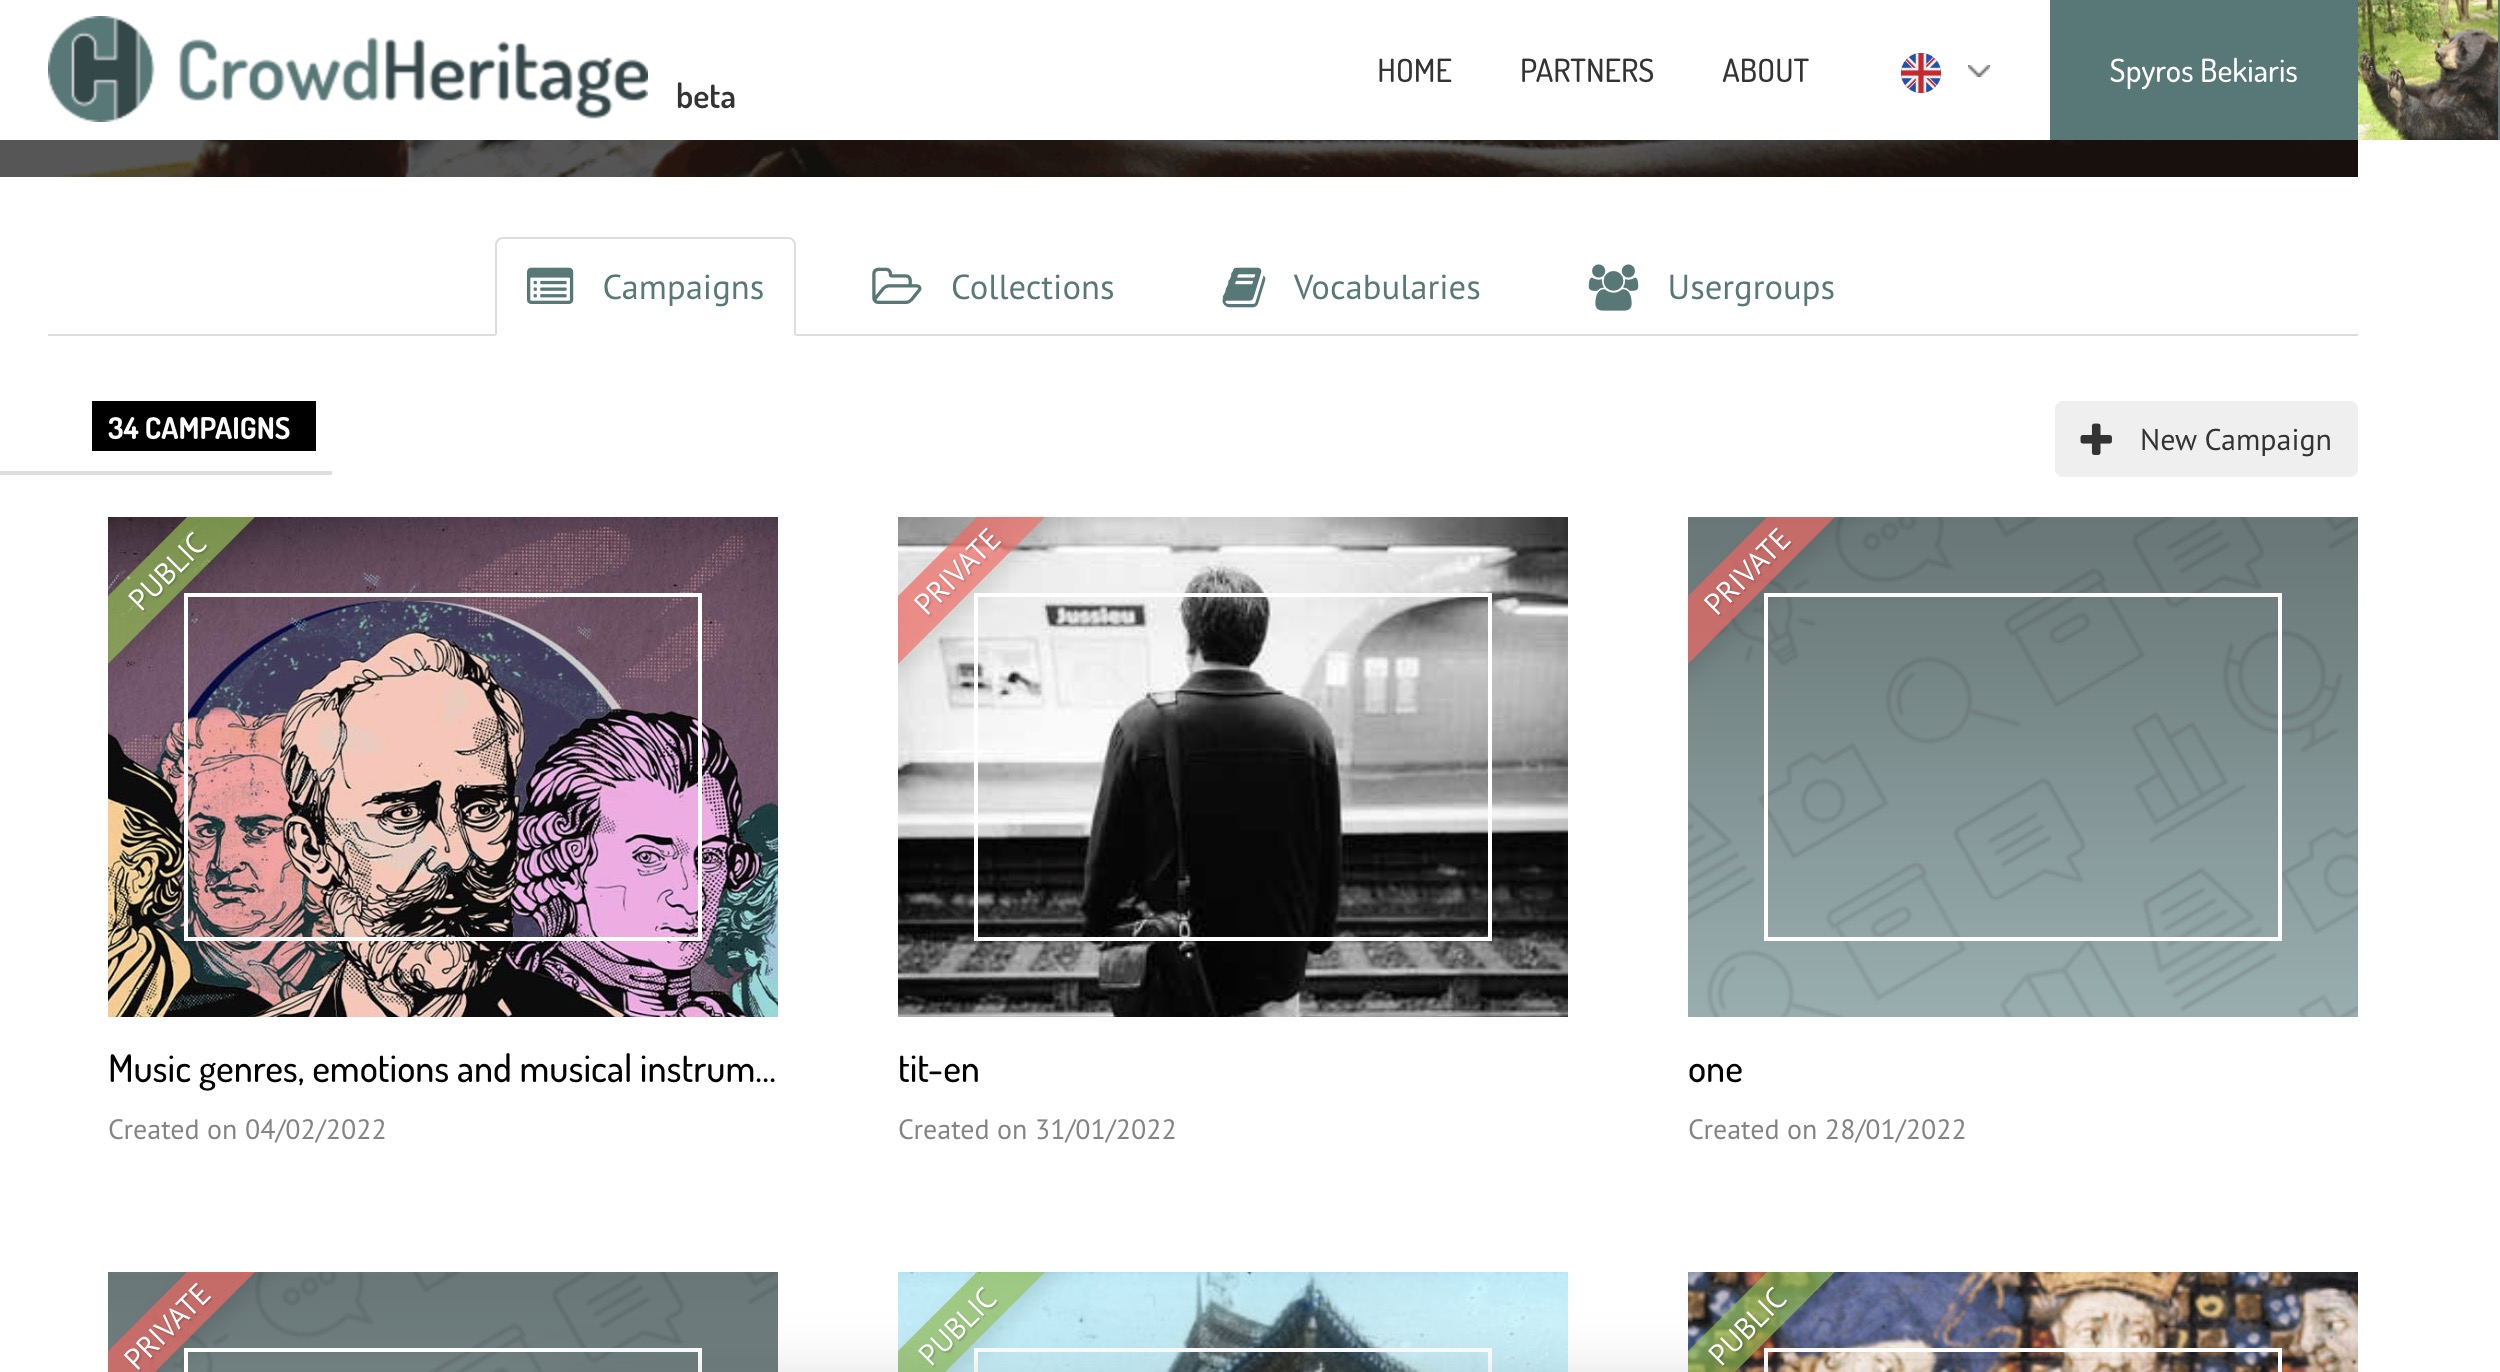 CrowdHeritage beta
HOME PARTNERS ABOUT Spyros Bekiaris
Campaigns Collections Vocabularies Usergroups
34 CAMPAIGNS
New Campaign
PUBLIC
PRIVATE
Jussieu
PRIVATE
Music genres, emotions and musical instrum...
Created on 04/02/2022
tit-en
Created on 31/01/2022
one
Created on 28/01/2022
PRIVATE
PUBLIC
PUBLIC